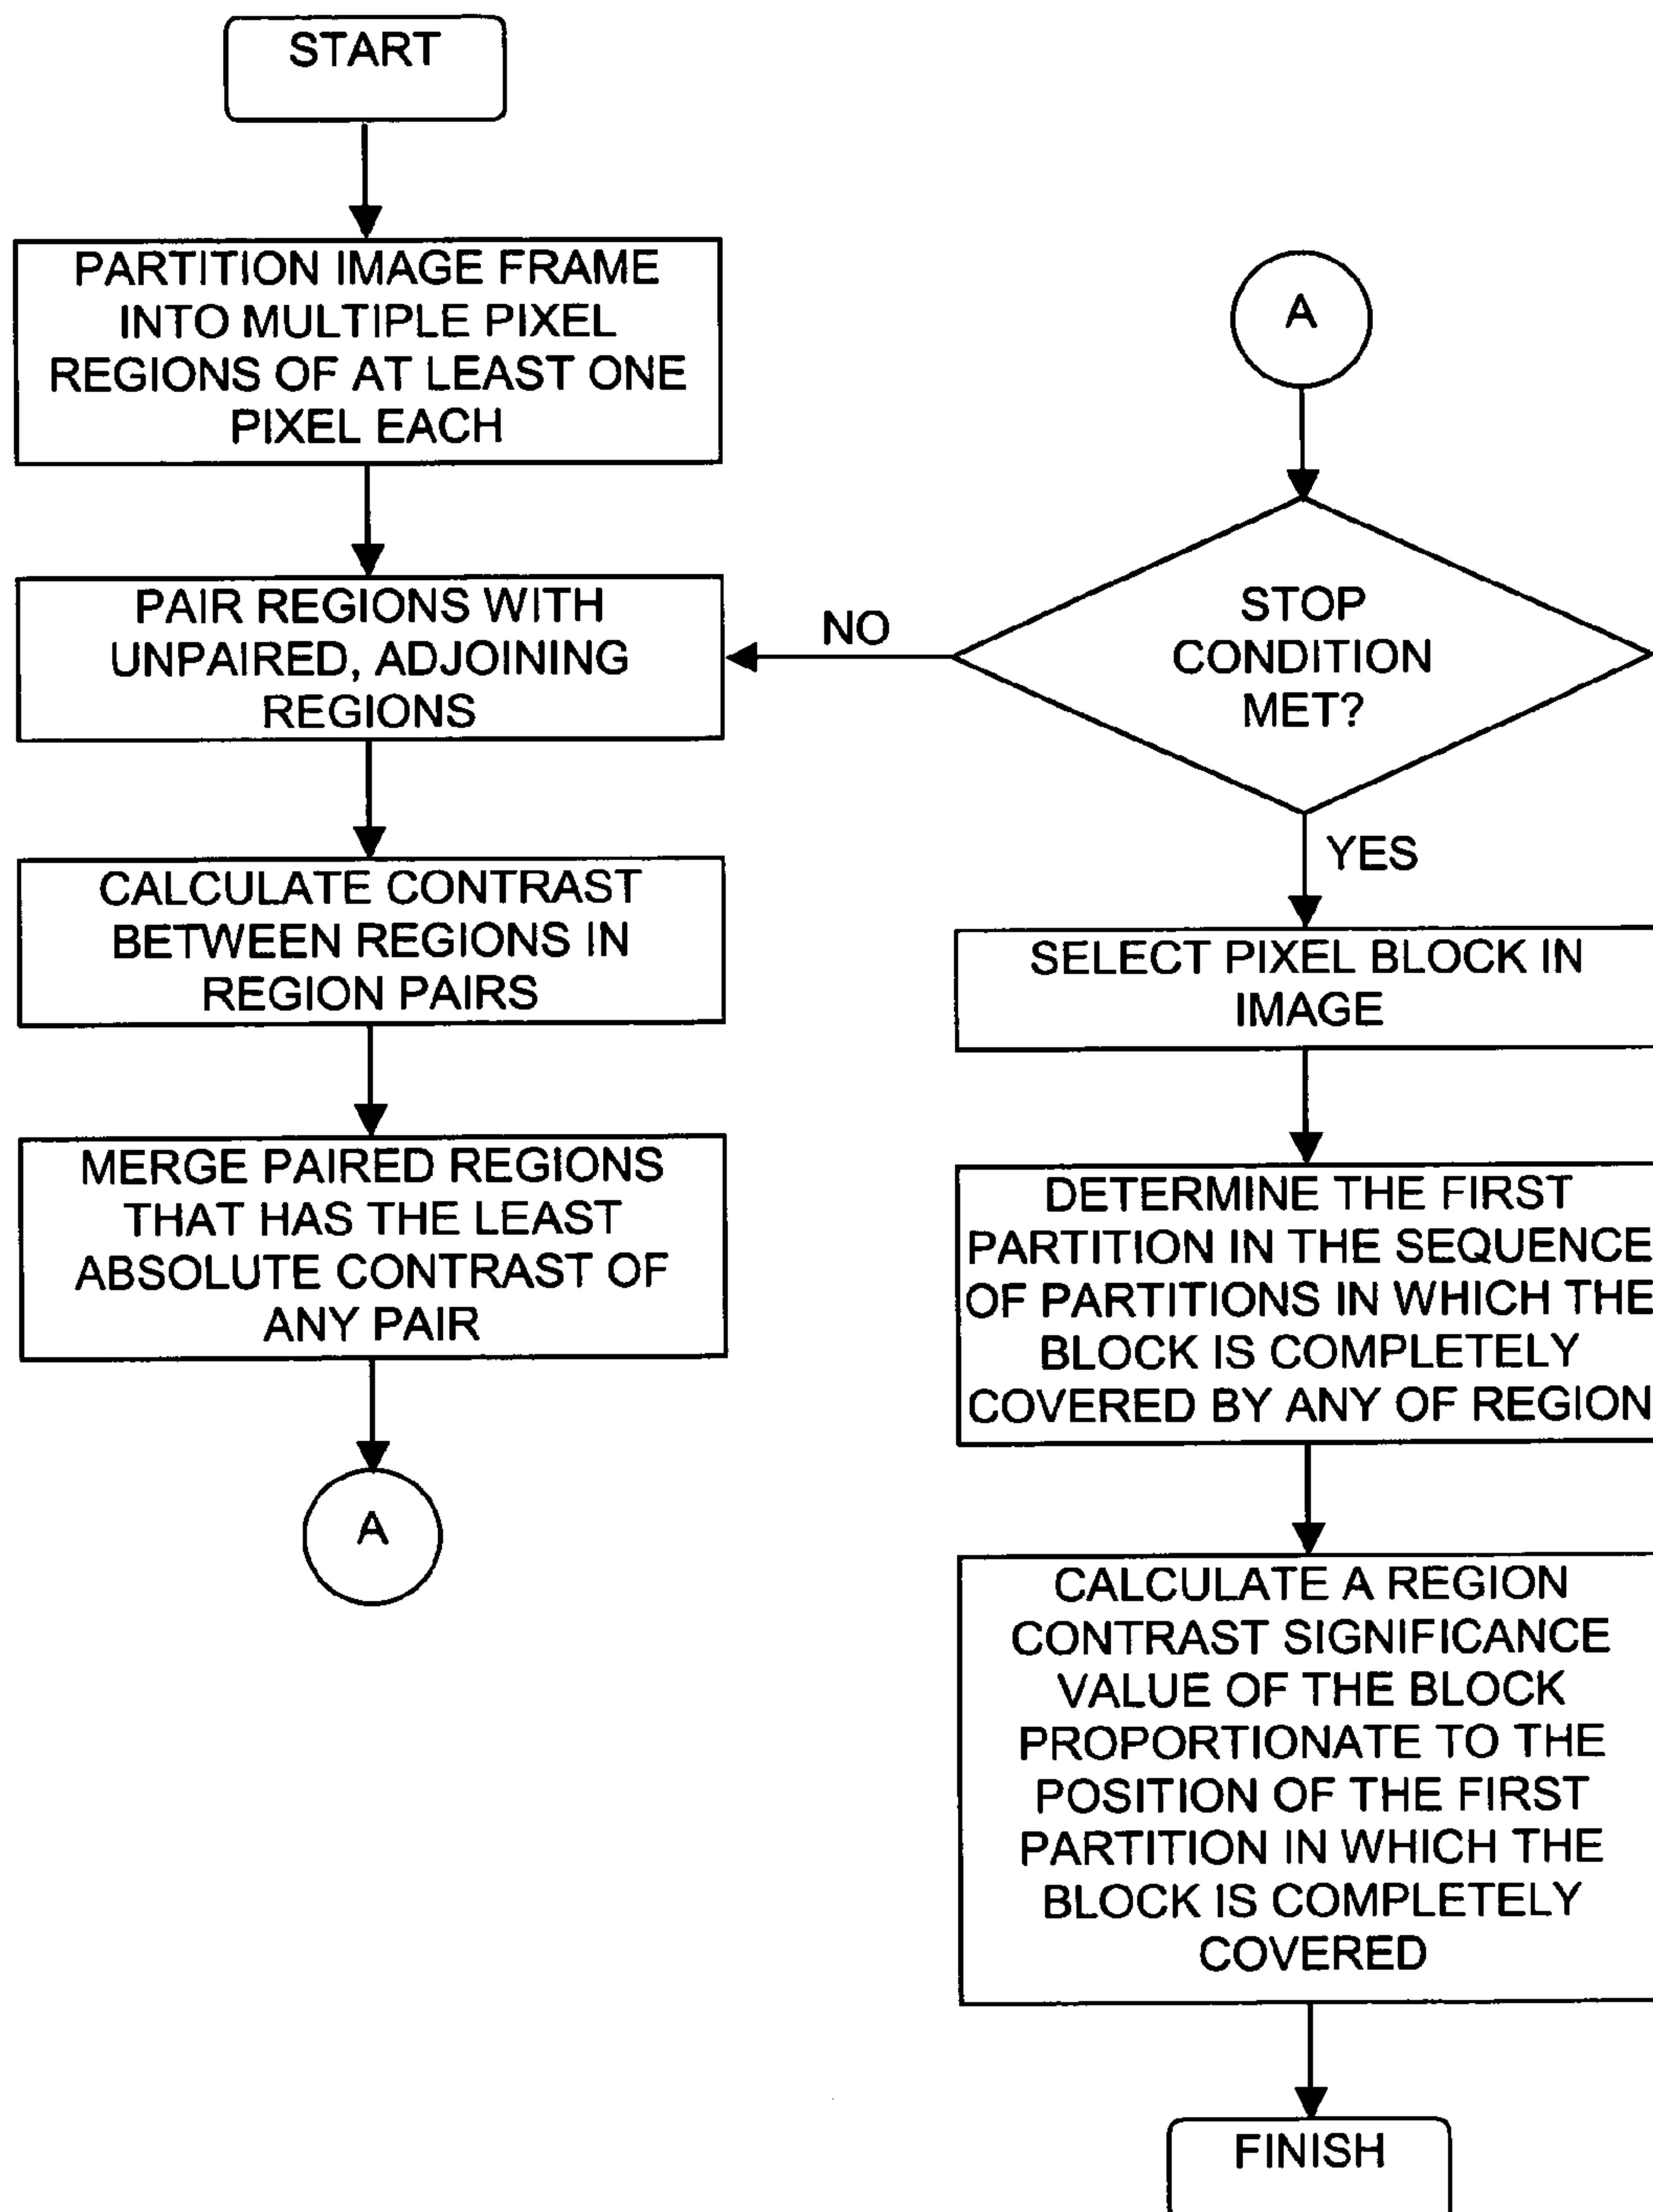 START
PARTITION IMAGE FRAME
INTO MULTIPLE PIXEL
REGIONS OF AT LEAST ONE
PIXEL EACH
PAIR REGIONS WITH
UNPAIRED, ADJOINING
REGIONS
CALCULATE CONTRAST
BETWEEN REGIONS IN
REGION PAIRS
MERGE PAIRED REGIONS
THAT HAS THE LEAST
ABSOLUTE CONTRAST OF
ANY PAIR
A
A
STOP
CONDITION
MET?
NO
YES
SELECT PIXEL BLOCK IN
IMAGE
DETERMINE THE FIRST
PARTITION IN THE SEQUENCE
OF PARTITIONS IN WHICH THE
BLOCK IS COMPLETELY
COVERED BY ANY OF REGION
CALCULATE A REGION
CONTRAST SIGNIFICANCE
VALUE OF THE BLOCK
PROPORTIONATE TO THE
POSITION OF THE FIRST
PARTITION IN WHICH THE
BLOCK IS COMPLETELY
COVERED
FINISH